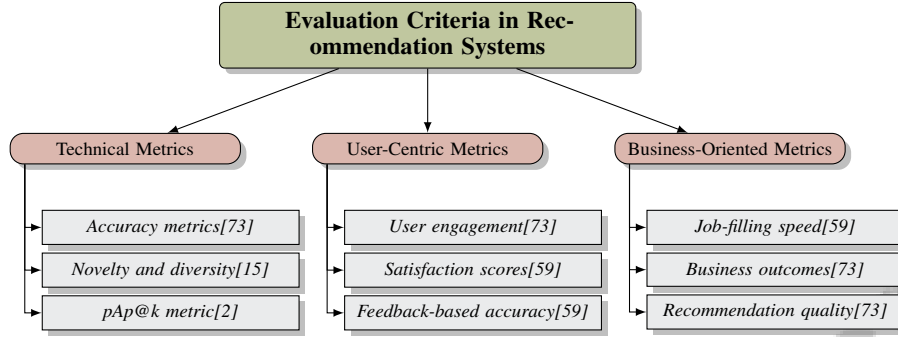 Evaluation Criteria in Rec-
ommendation Systems
Technical Metrics
User-Centric Metrics
Business-Oriented Metrics
Accuracy metrics[73]
User engagement[73]
Job-filling speed[59]
Novelty and diversity[15]
Satisfaction scores[59]
Business outcomes[73]
pAp@k metric[2]
Feedback-based accuracy[59]
Recommendation quality[73]